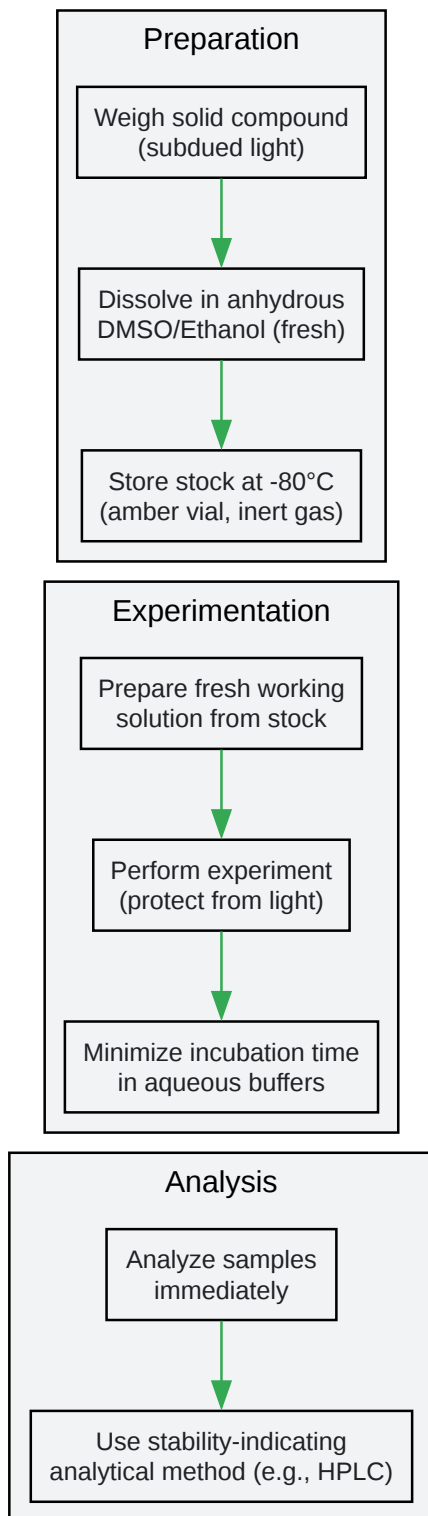 Preparation
Weigh solid compound
(subdued light)
Dissolve in anhydrous
DMSO/Ethanol (fresh)
Store stock at -80°C
(amber vial, inert gas)
Experimentation
Prepare fresh working
solution from stock
Perform experiment
(protect from light)
Minimize incubation time
in aqueous buffers
Analysis
Analyze samples
immediately
Use stability-indicating
analytical method (e.g., HPLC)